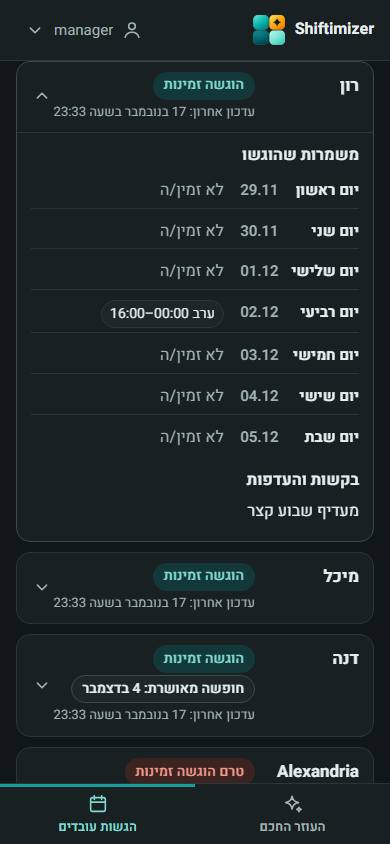 Shiftimizer
manager
רון
הוגשה זמינות
עדכון אחרון: 17 בנובמבר בשעה 23:33
משמרות שהוגשו
יום ראשון 29.11 לא זמין/ה
יום שני 30.11 לא זמין/ה
יום שלישי 01.12 לא זמין/ה
יום רביעי 02.12 ערב 16:00–00:00
יום חמישי 03.12 לא זמין/ה
יום שישי 04.12 לא זמין/ה
יום שבת 05.12 לא זמין/ה
בקשות והעדפות
מעדיף שבוע קצר
מיכל
הוגשה זמינות
עדכון אחרון: 17 בנובמבר בשעה 23:33
דנה
הוגשה זמינות
חופשה מאושרת: 4 בדצמבר
עדכון אחרון: 17 בנובמבר בשעה 23:33
Alexandria
טרם הוגשה זמינות
העוזר החכם
הגשות עובדים